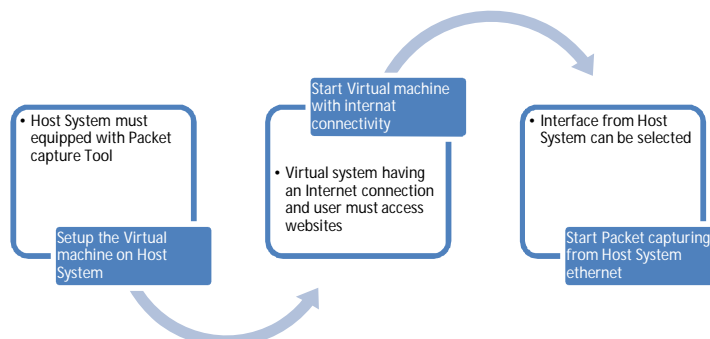 • Host System must
equipped with Packet
capture Tool
Setup the Virtual
machine on Host
System
Start Virtual machine
with internat
connectivity
• Virtual system having
an Internet connection
and user must access
websites
• Interface from Host
System can be selected
Start Packet capturing
from Host System
ethernet